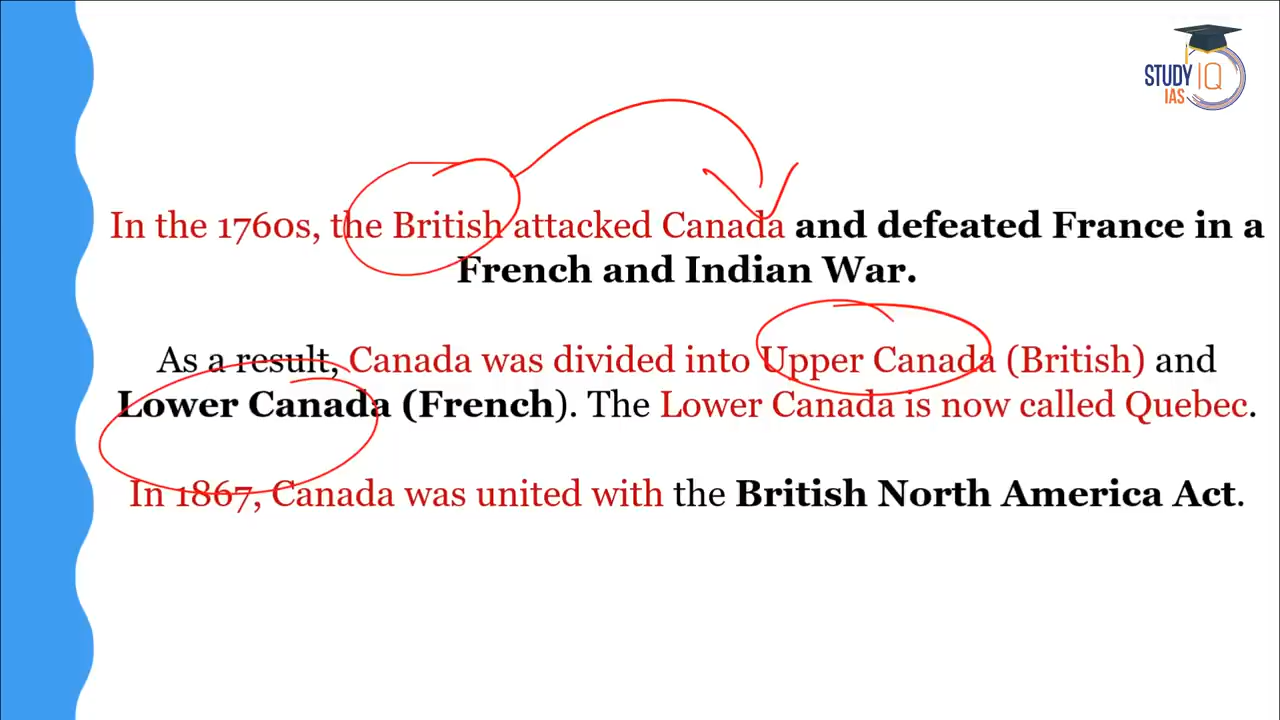 STUDY IQ
IAS
In the 1760s, the British attacked Canada and defeated France in a
French and Indian War.
As a result, Canada was divided into Upper Canada (British) and
Lower Canada (French). The Lower Canada is now called Quebec.
In 1867, Canada was united with the British North America Act.